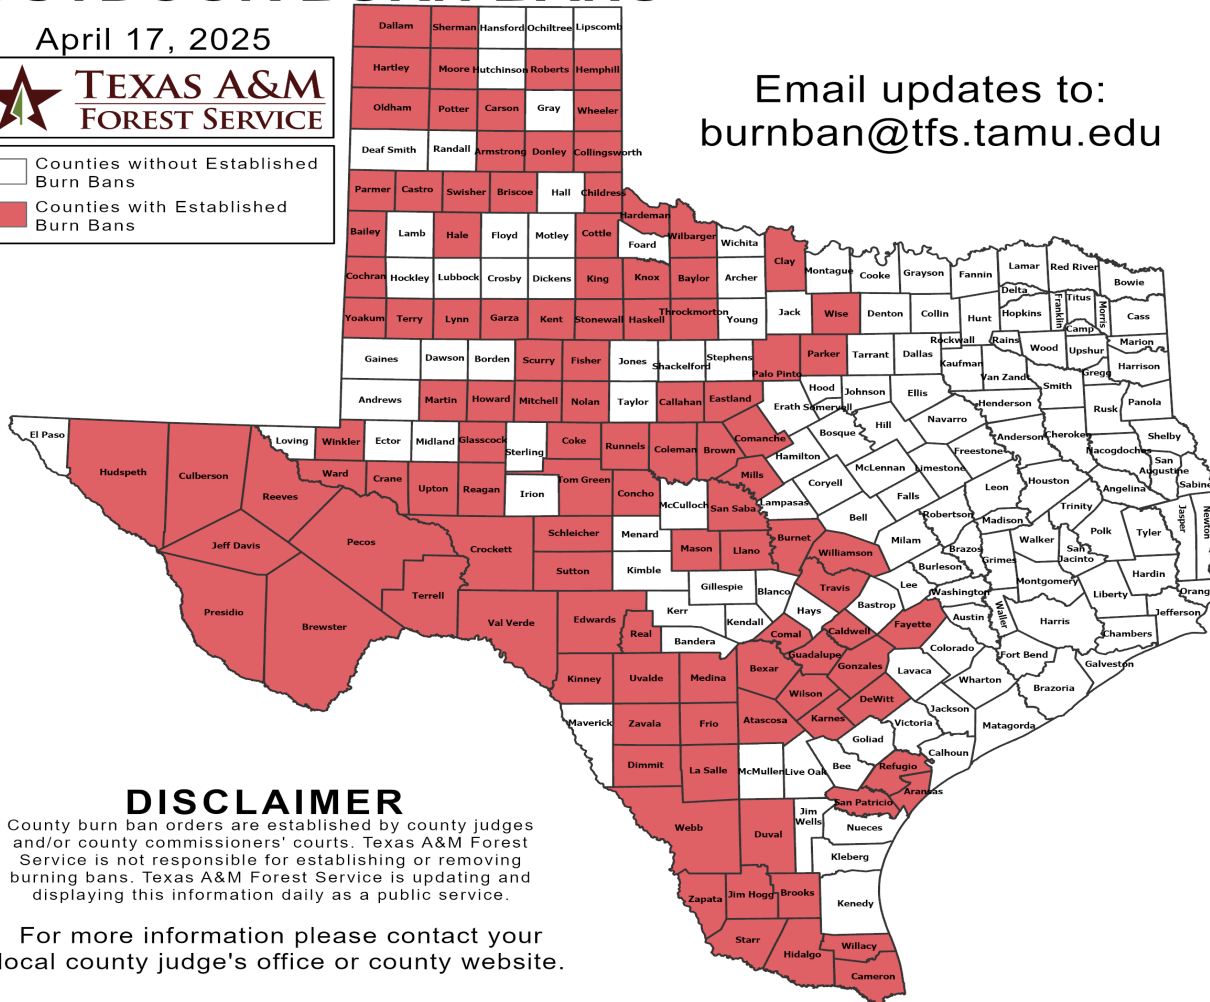 April 17, 2025
TEXAS A&M
FOREST SERVICE
Counties without Established
Burn Bans
Counties with Established
Burn Bans
Email updates to:
burnban@tfs.tamu.edu
Dallam Sherman Hansford Ochiltree Lipscomb
Hartley Moore Hutchinson Roberts Hemphill
Oldham Potter Carson Gray Wheeler
Deaf Smith Randall Armstrong Donley Collingsworth
Parmer Castro Swisher Briscoe Hall Childress
Hardeman
Bailey Lamb Hale Floyd Motley Cottle Foard Wilbarger Wichita Clay
Montague Cooke Grayson Fannin Lamar Red River Bowie
Cochran Hockley Lubbock Crosby Dickens King Knox Baylor Archer
Delta Titus Franklin Morris
Yoakum Terry Lynn Garza Kent Stonewall Haskell Throckmorton Young Jack Wise Denton Collin Hunt Hopkins Camp Cass
Gaines Dawson Borden Scurry Fisher Jones Shackelford Stephens Palo Pinto Parker Tarrant Dallas Rockwall Kaufman Rains Wood Upshur Marion
Van Zandt Gregg Harrison Smith
Andrews Martin Howard Mitchell Nolan Taylor Callahan Eastland Erath Hood Somervell Johnson Ellis Henderson Rusk Panola
El Paso Hudspeth Culberson Reeves Loving Winkler Ector Midland Glasscock Sterling Coke Runnels Coleman Brown Comanche Hamilton Bosque Hill Navarro Anderson Cherokee Nacogdoches Shelby
Ward Crane Upton Reagan Irion Tom Green Concho McCulloch San Saba Mills Lampasas Coryell McLennan Limestone Freestone Leon Houston Angelina San Augustine Sabine
Jeff Davis Pecos Crockett Schleicher Menard Mason Llano Burnet Bell Falls Robertson Madison Trinity Polk Tyler Jasper Newton
Sutton Kimble Williamson Milam Brazos Grimes Walker San Jacinto Hardin
Presidio Brewster Terrell Val Verde Edwards Gillespie Blanco Travis Lee Burleson Washington Montgomery Liberty
Real Kerr Kendall Bandera Hays Bastrop Fayette Austin Waller Harris Chambers Jefferson
Kinney Uvalde Medina Bexar Comal Guadalupe Caldwell Gonzales Lavaca Colorado Fort Bend Galveston
Maverick Zavala Frio Atascosa Wilson Karnes DeWitt Victoria Jackson Wharton Matagorda Brazoria
Dimmit La Salle McMullen Live Oak Bee Goliad Refugio Calhoun Aransas
Webb Duval Jim Wells San Patricio Nueces Kleberg
Zapata Jim Hogg Brooks Kenedy
Starr Hidalgo Willacy Cameron
DISCLAIMER
County burn ban orders are established by county judges
and/or county commissioners' courts. Texas A&M Forest
Service is not responsible for establishing or removing
burning bans. Texas A&M Forest Service is updating and
displaying this information daily as a public service.
For more information please contact your
local county judge's office or county website.